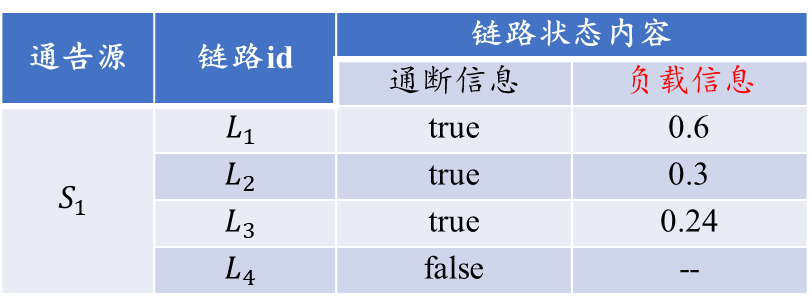 通告源 链路id 链路状态内容
通断信息 负载信息
S₁ L₁ true 0.6
L₂ true 0.3
L₃ true 0.24
L₄ false --